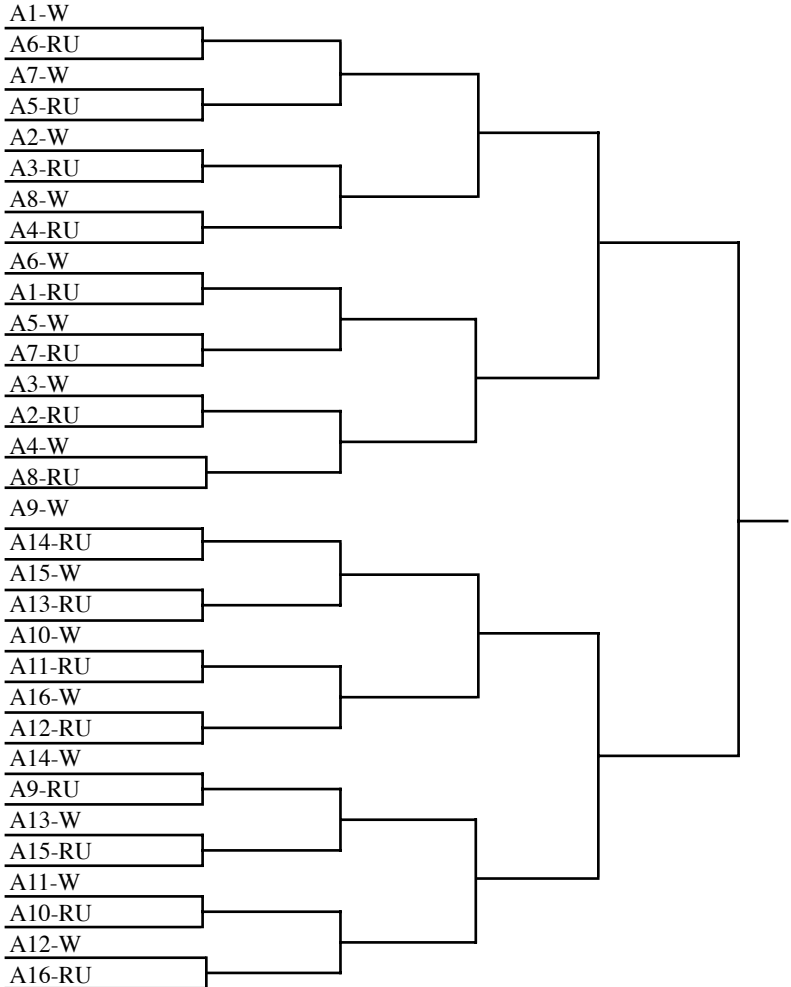 A1-W
A6-RU
A7-W
A5-RU
A2-W
A3-RU
A8-W
A4-RU
A6-W
A1-RU
A5-W
A7-RU
A3-W
A2-RU
A4-W
A8-RU
A9-W
A14-RU
A15-W
A13-RU
A10-W
A11-RU
A16-W
A12-RU
A14-W
A9-RU
A13-W
A15-RU
A11-W
A10-RU
A12-W
A16-RU